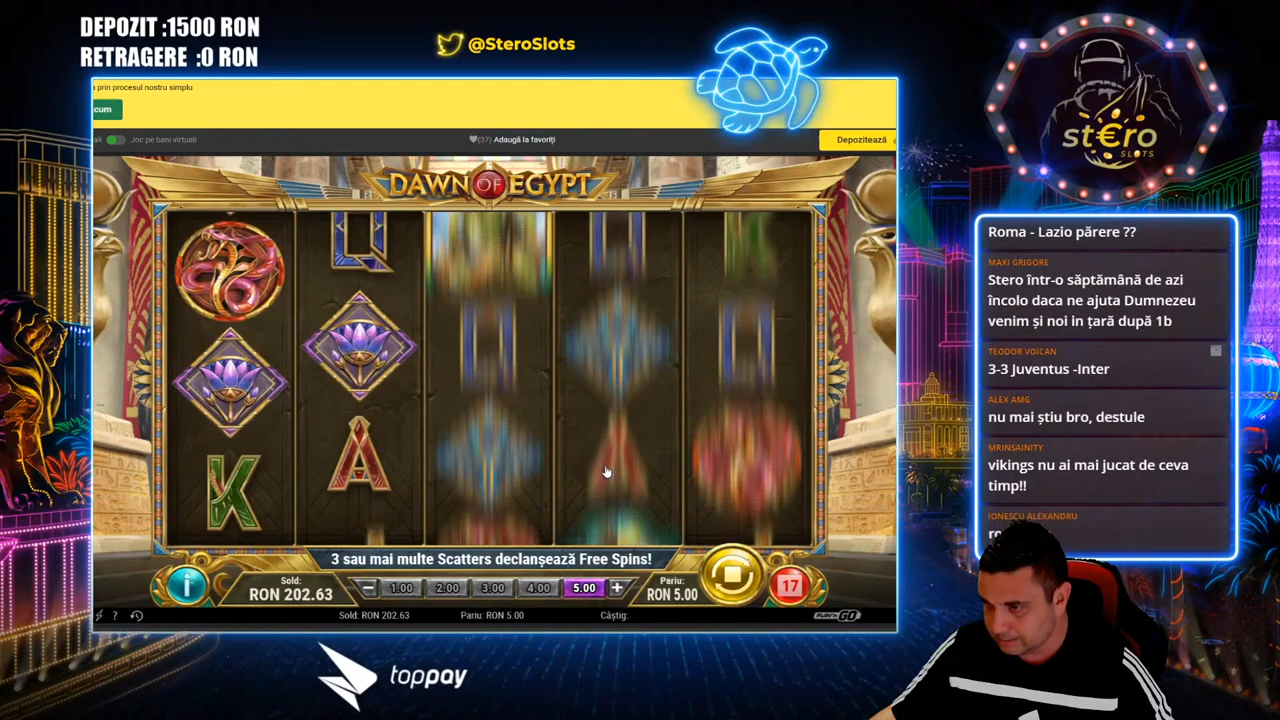 DEPOZIT :1500 RON
RETRAGERE :0 RON
@SteroSlots
prin procesul nostru simplu
cum
Joc pe bani virtuali
(37) Adaugă la favoriți
Depozitează
DAWN OF EGYPT
Q
K
A
A
3 sau mai multe Scatters declanșează Free Spins!
Sold:
RON 202.63
1.00
2.00
3.00
4.00
5.00
Pariu:
RON 5.00
17
Sold: RON 202.63
Pariu: RON 5.00
Câștig:
PLAY'N GO
toppay
st€ro
SLOTS
Roma - Lazio părere ??
MAXI GRIGORE
Stero într-o săptămână de azi
încolo daca ne ajuta Dumnezeu
venim și noi in țară după 1b
TEODOR VOICAN
3-3 Juventus -Inter
ALEX AMG
nu mai știu bro, destule
MRINSAINITY
vikings nu ai mai jucat de ceva
timp!!
IONESCU ALEXANDRU